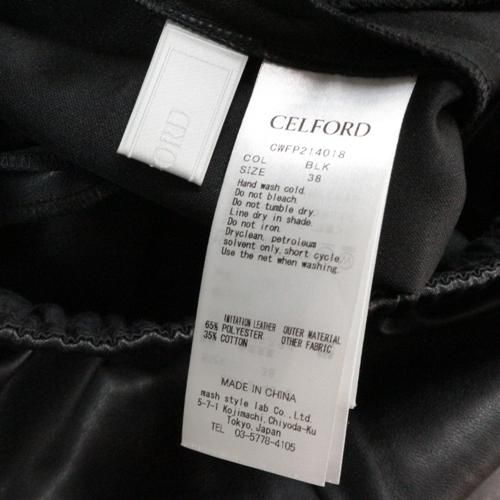 ORD
CELFORD
CWFP214018
COL BLK
SIZE 38
Hand wash cold.
Do not bleach.
Do not tumble dry.
Line dry in shade.
Do not iron.
Dryclean, petroleum
solvent only, short cycle.
Use the net when washing.
IMITATION LEATHER OUTER MATERIAL
65% POLYESTER OTHER FABRIC
35% COTTON
MADE IN CHINA
mash style lab Co.,Ltd.
5-7-1 Kojimachi,Chiyoda-Ku
Tokyo,Japan
TEL 03-5778-4105